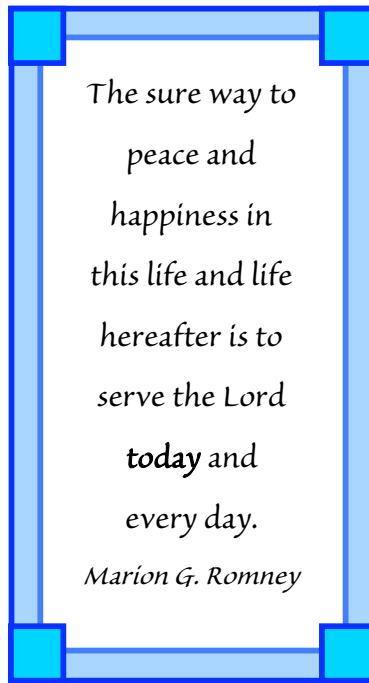 The sure way to
peace and
happiness in
this life and life
hereafter is to
serve the Lord
today and
every day.
Marion G. Romney